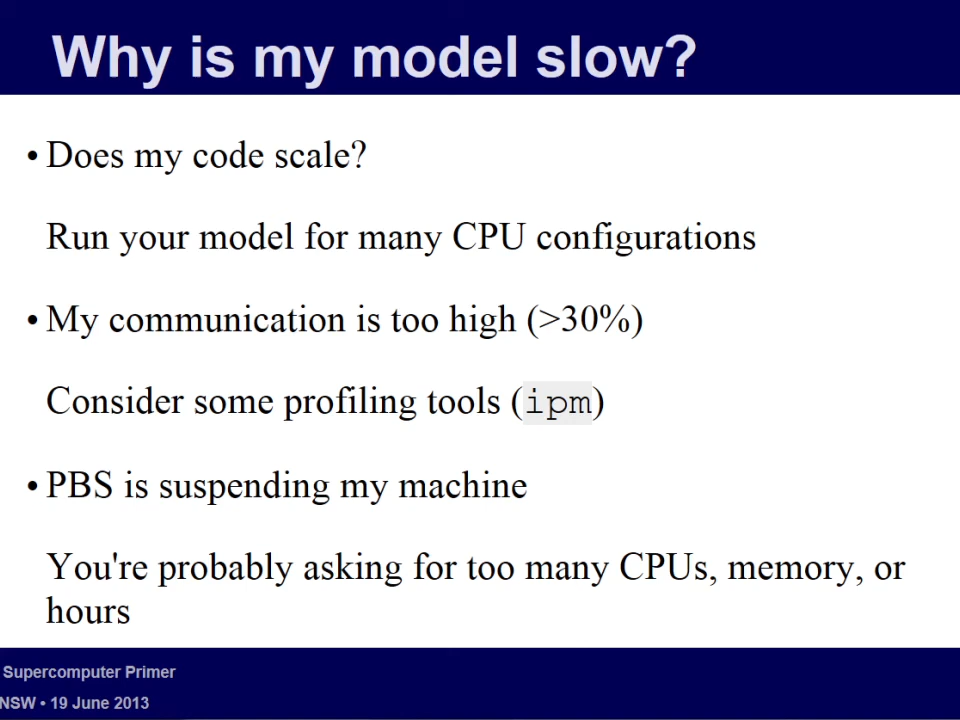 Why is my model slow?
• Does my code scale?
Run your model for many CPU configurations
• My communication is too high (>30%)
Consider some profiling tools (ipm)
• PBS is suspending my machine
You're probably asking for too many CPUs, memory, or
hours
Supercomputer Primer
NSW • 19 June 2013